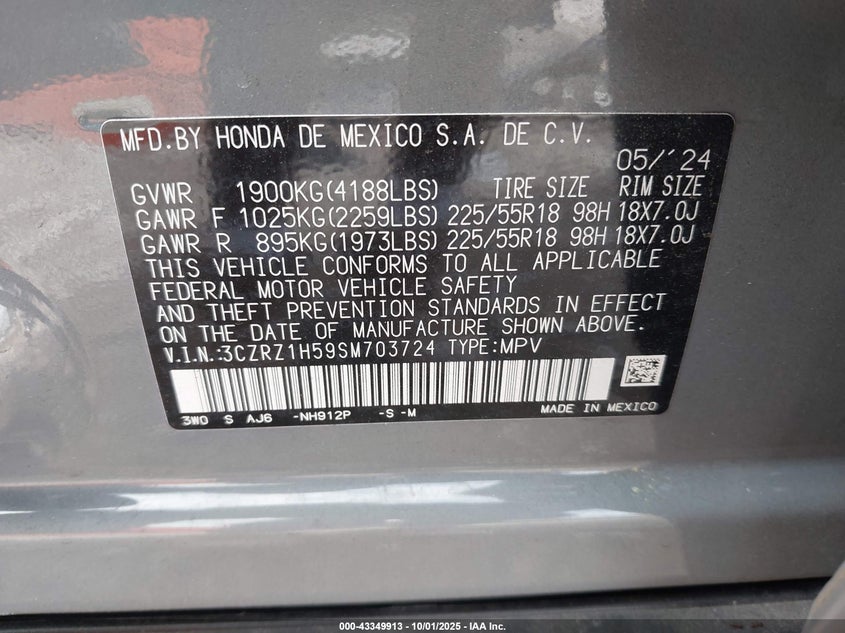 MFD.BY HONDA DE MEXICO S.A. DE C.V.
05/'24
GVWR 1900KG(4188LBS) TIRE SIZE RIM SIZE
GAWR F 1025KG(2259LBS) 225/55R18 98H 18X7.0J
GAWR R 895KG(1973LBS) 225/55R18 98H 18X7.0J
THIS VEHICLE CONFORMS TO ALL APPLICABLE
FEDERAL MOTOR VEHICLE SAFETY
AND THEFT PREVENTION STANDARDS IN EFFECT
ON THE DATE OF MANUFACTURE SHOWN ABOVE.
V.I.N.:3CZRZ1H59SM703724 TYPE:MPV
3W0 S AJ6 -NH912P -S -M MADE IN MEXICO
000-43349913 - 10/01/2025 - IAA Inc.